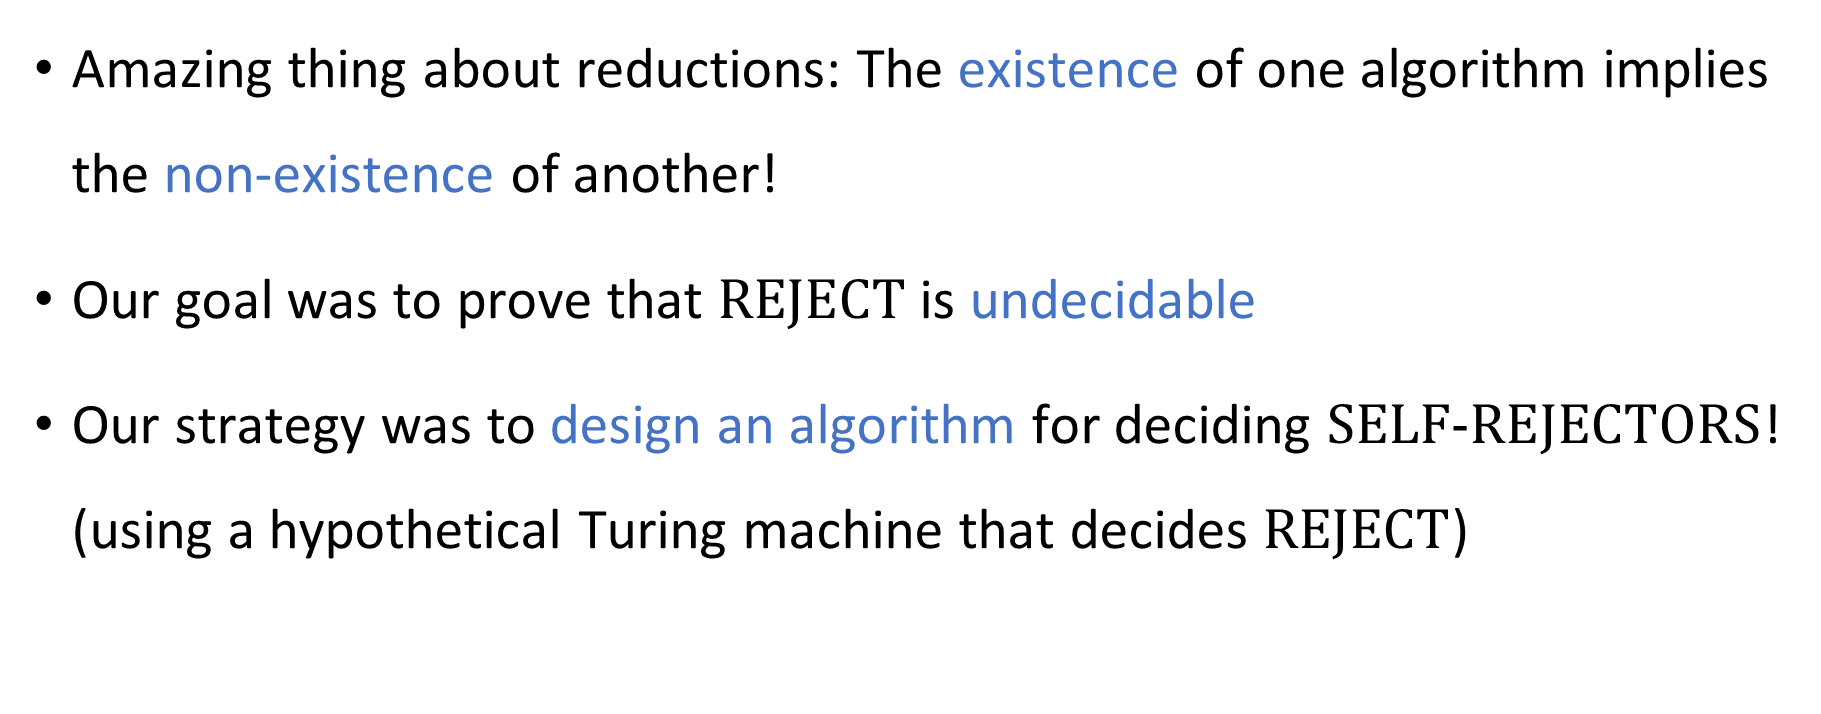 • Amazing thing about reductions: The existence of one algorithm implies
the non-existence of another!
• Our goal was to prove that REJECT is undecidable
• Our strategy was to design an algorithm for deciding SELF-REJECTORS!
(using a hypothetical Turing machine that decides REJECT)